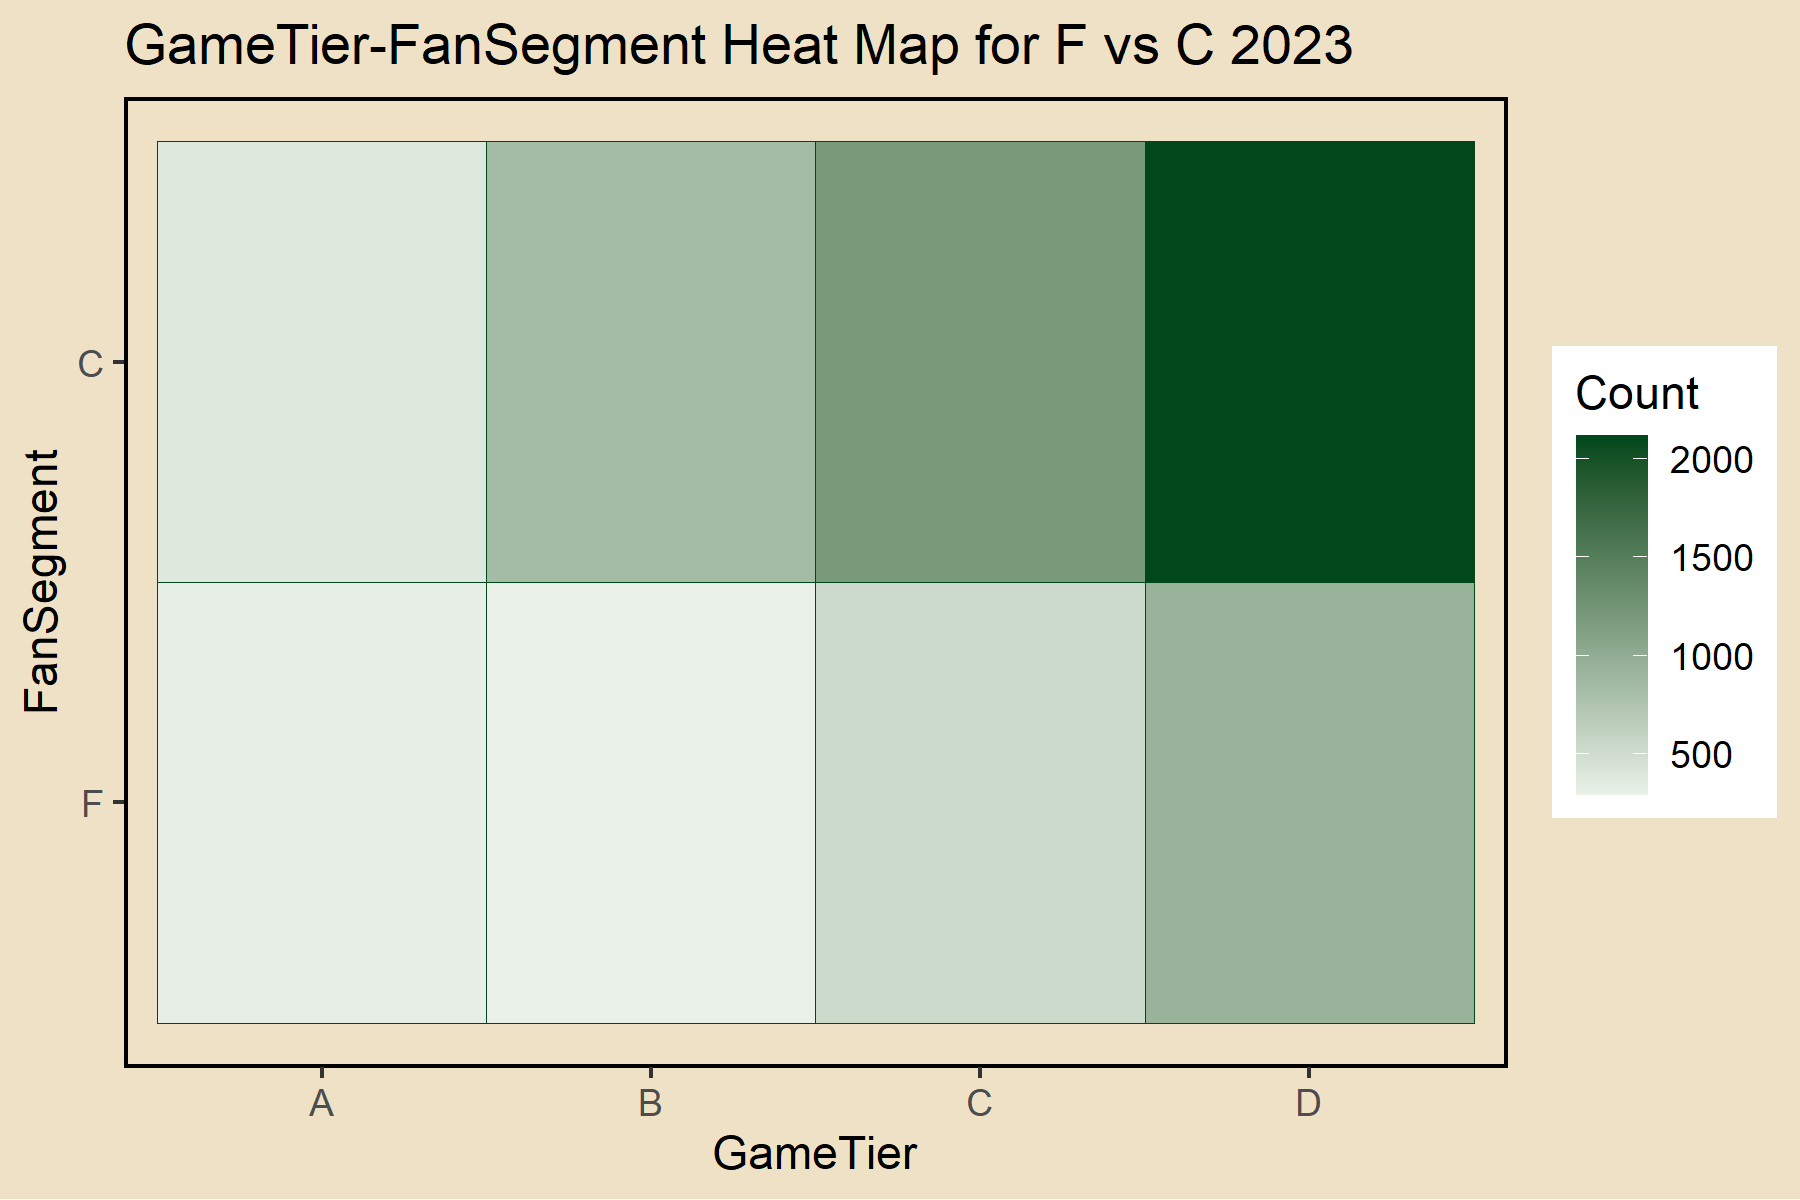 GameTier-FanSegment Heat Map for F vs C 2023
FanSegment
C
F
A
B
C
D
GameTier
Count
2000
1500
1000
500